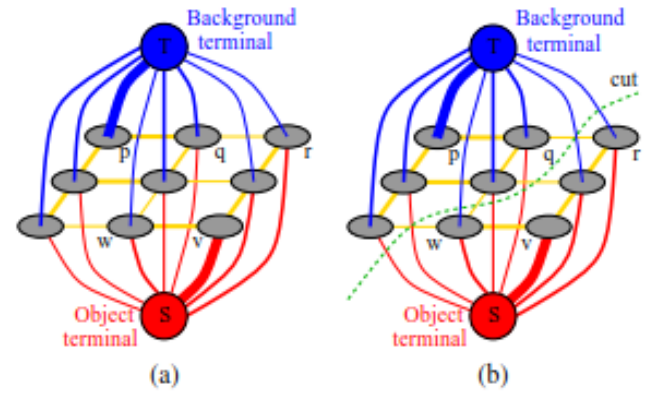 Background
terminal
T
p
q
r
w
v
S
Object
terminal
(a)
Background
terminal
T
cut
p
q
r
w
v
S
Object
terminal
(b)